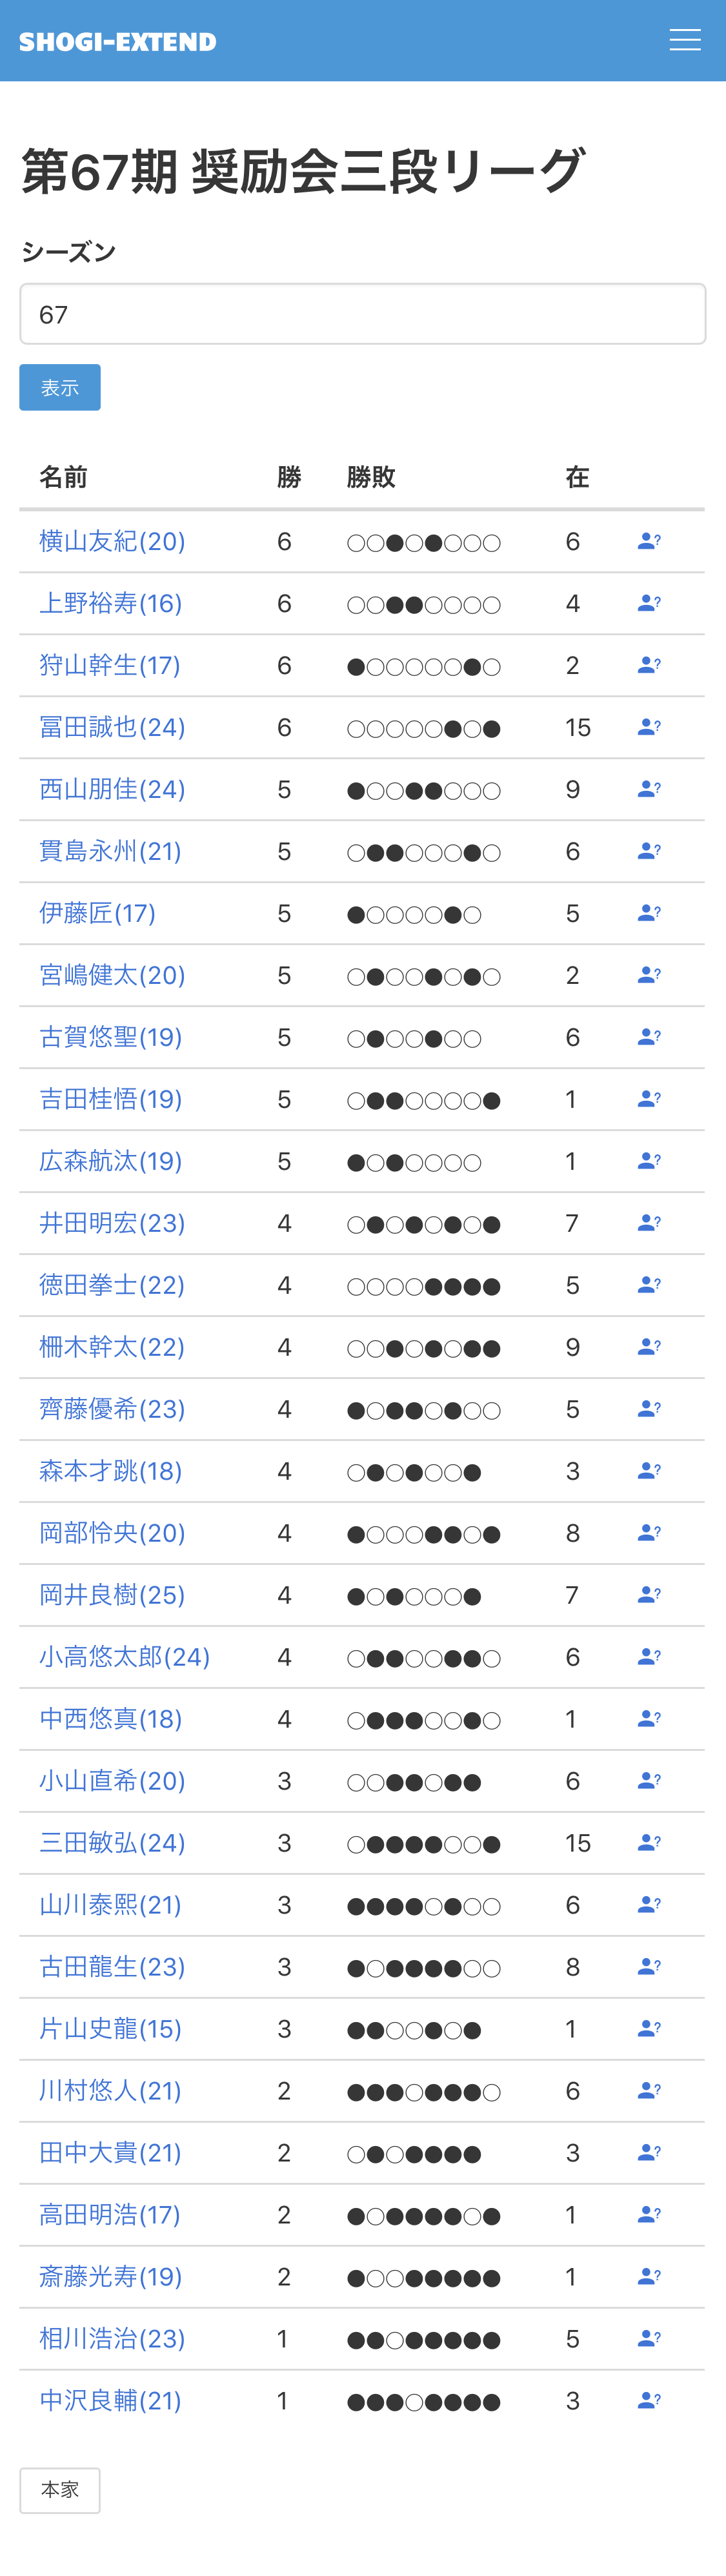 SHOGI-EXTEND
第67期 奨励会三段リーグ
シーズン
67
表示
名前 勝 勝敗 在
横山友紀(20) 6 ○○●○●○○○ 6
上野裕寿(16) 6 ○○●●○○○○ 4
狩山幹生(17) 6 ●○○○○○●○ 2
冨田誠也(24) 6 ○○○○○●○● 15
西山朋佳(24) 5 ●○○●●○○○ 9
貫島永州(21) 5 ○●●○○○●○ 6
伊藤匠(17) 5 ●○○○○●○ 5
宮嶋健太(20) 5 ○●○○●○●○ 2
古賀悠聖(19) 5 ○●○○●○○ 6
吉田桂悟(19) 5 ○●●○○○○● 1
広森航汰(19) 5 ●○●○○○○ 1
井田明宏(23) 4 ○●○●○●○● 7
徳田拳士(22) 4 ○○○○●●●● 5
柵木幹太(22) 4 ○○●○●○●● 9
齊藤優希(23) 4 ●○●●○●○○ 5
森本才跳(18) 4 ○●○●○○● 3
岡部怜央(20) 4 ●○○○●●○● 8
岡井良樹(25) 4 ●○●○○○● 7
小高悠太郎(24) 4 ○●●○○●●○ 6
中西悠真(18) 4 ○●●●○○●○ 1
小山直希(20) 3 ○○●●○●● 6
三田敏弘(24) 3 ○●●●●○○● 15
山川泰熙(21) 3 ●●●●○●○○ 6
古田龍生(23) 3 ●○●●●●○○ 8
片山史龍(15) 3 ●●○○●○● 1
川村悠人(21) 2 ●●●○●●●○ 6
田中大貴(21) 2 ○●○●●●● 3
高田明浩(17) 2 ●○●●●●○● 1
斎藤光寿(19) 2 ●○○●●●●● 1
相川浩治(23) 1 ●●○●●●●● 5
中沢良輔(21) 1 ●●●○●●●● 3
本家